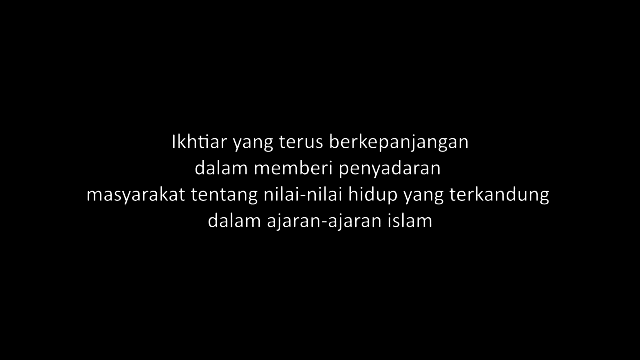 Ikhtiar yang terus berkepanjangan
dalam memberi penyadaran
masyarakat tentang nilai-nilai hidup yang terkandung
dalam ajaran-ajaran islam